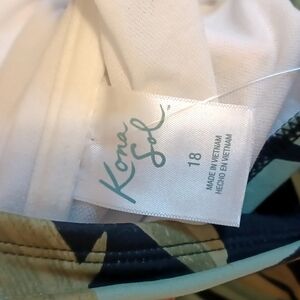 Kona
Sol.
18
MADE IN VIETNAM
HECHO EN VIETNAM